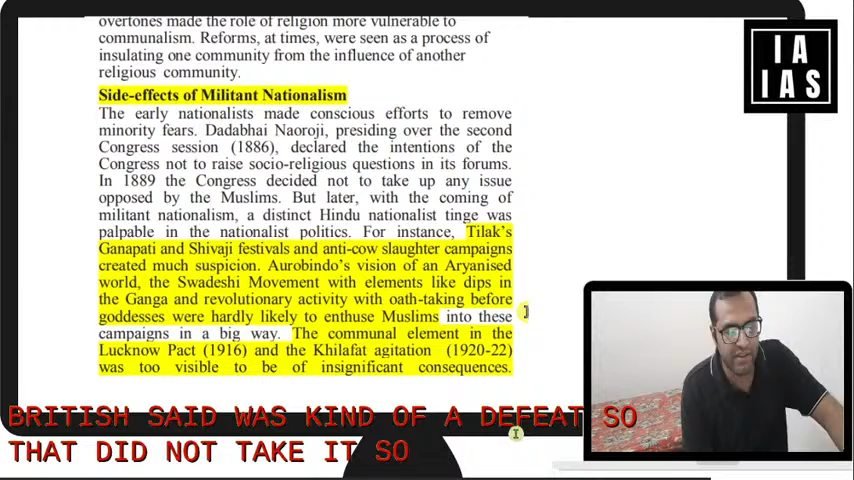 overtones made the role of religion more vulnerable to
communalism. Reforms, at times, were seen as a process of
insulating one community from the influence of another
religious community.
Side-effects of Militant Nationalism
The early nationalists made conscious efforts to remove
minority fears. Dadabhai Naoroji, presiding over the second
Congress session (1886), declared the intentions of the
Congress not to raise socio-religious questions in its forums.
In 1889 the Congress decided not to take up any issue
opposed by the Muslims. But later, with the coming of
militant nationalism, a distinct Hindu nationalist tinge was
palpable in the nationalist politics. For instance, Tilak's
Ganapati and Shivaji festivals and anti-cow slaughter campaigns
created much suspicion. Aurobindo's vision of an Aryanised
world, the Swadeshi Movement with elements like dips in
the Ganga and revolutionary activity with oath-taking before
goddesses were hardly likely to enthuse Muslims into these
campaigns in a big way. The communal element in the
Lucknow Pact (1916) and the Khilafat agitation (1920-22)
was too visible to be of insignificant consequences.
IA
IAS
BRITISH SAID WAS KIND OF A DEFEAT SO
THAT DID NOT TAKE IT SO